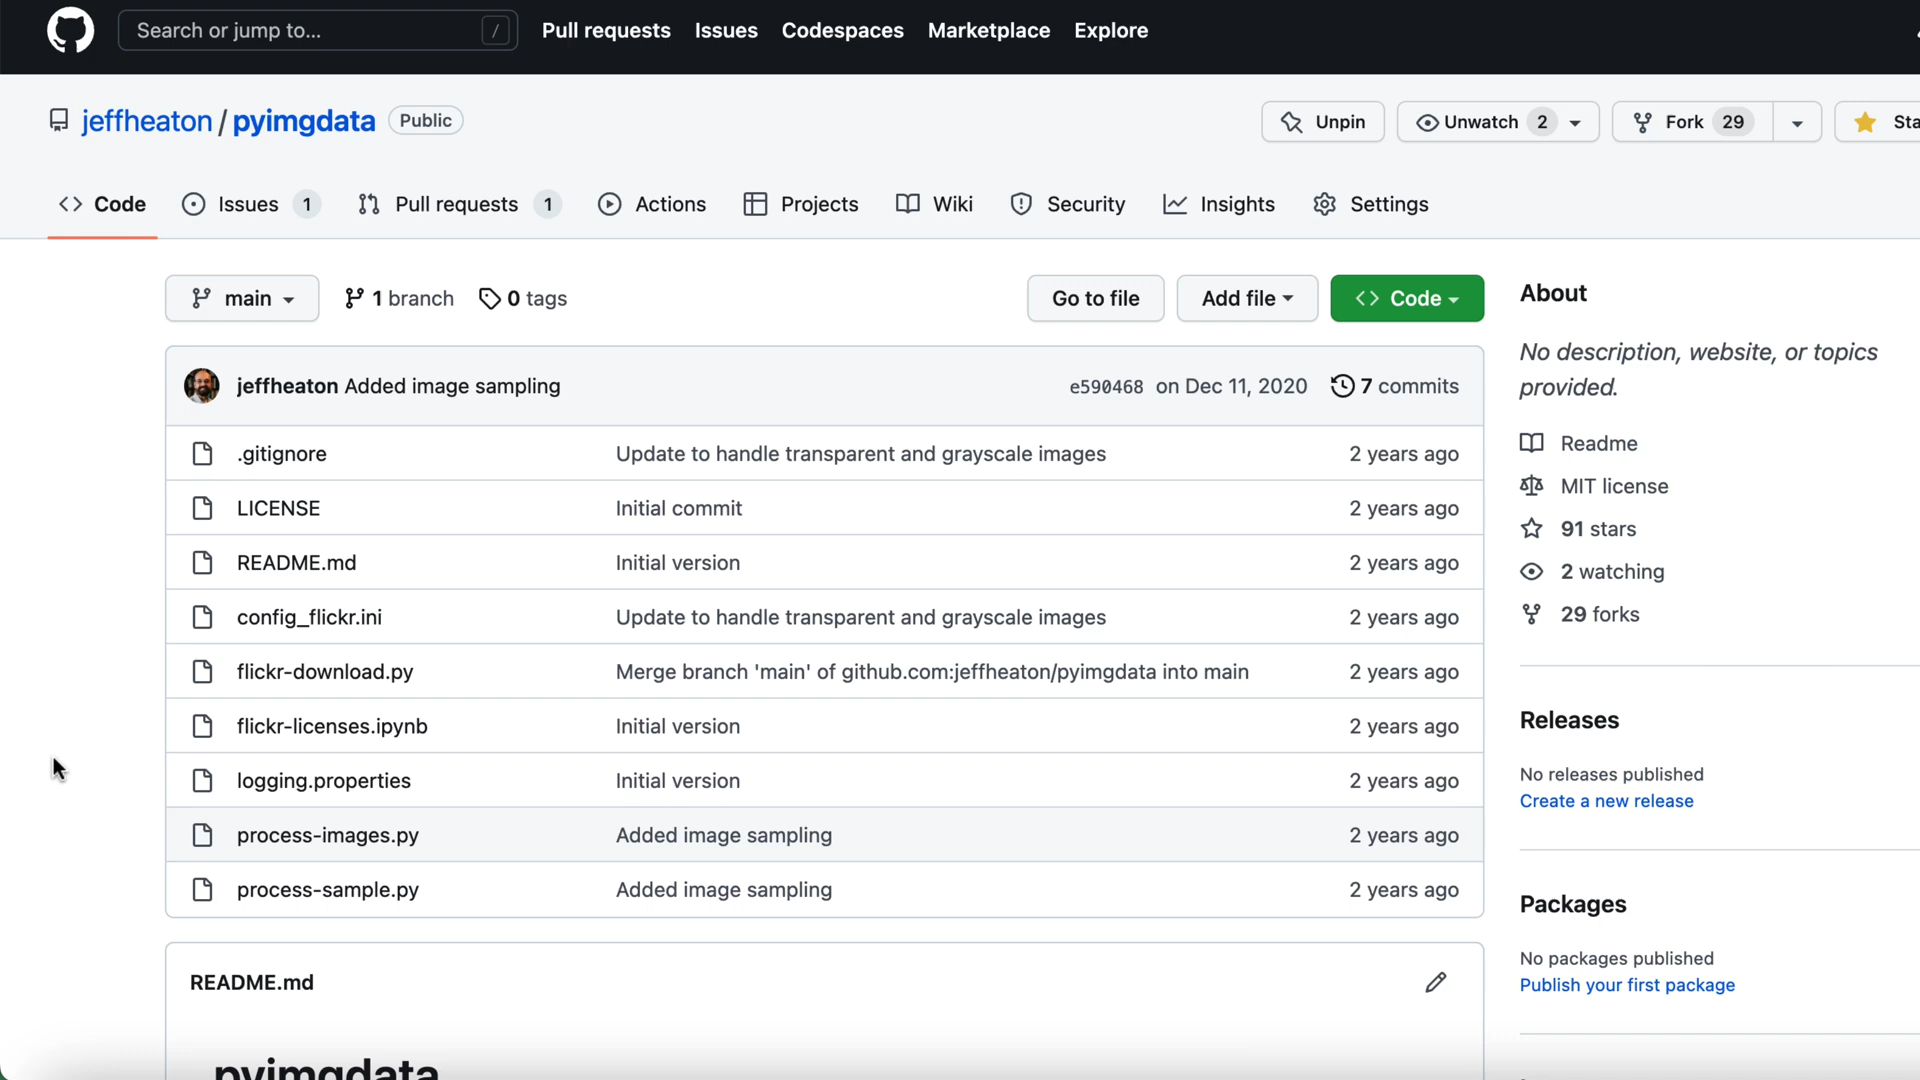 Search or jump to... / Pull requests Issues Codespaces Marketplace Explore
jeffheaton / pyimgdata Public Unpin Unwatch 2 Fork 29
Code Issues 1 Pull requests 1 Actions Projects Wiki Security Insights Settings
main 1 branch 0 tags Go to file Add file Code
jeffheaton Added image sampling e590468 on Dec 11, 2020 7 commits
.gitignore Update to handle transparent and grayscale images 2 years ago
LICENSE Initial commit 2 years ago
README.md Initial version 2 years ago
config_flickr.ini Update to handle transparent and grayscale images 2 years ago
flickr-download.py Merge branch 'main' of github.com:jeffheaton/pyimgdata into main 2 years ago
flickr-licenses.ipynb Initial version 2 years ago
logging.properties Initial version 2 years ago
process-images.py Added image sampling 2 years ago
process-sample.py Added image sampling 2 years ago
README.md
pyimgdata
About
No description, website, or topics
provided.
Readme
MIT license
91 stars
2 watching
29 forks
Releases
No releases published
Create a new release
Packages
No packages published
Publish your first package